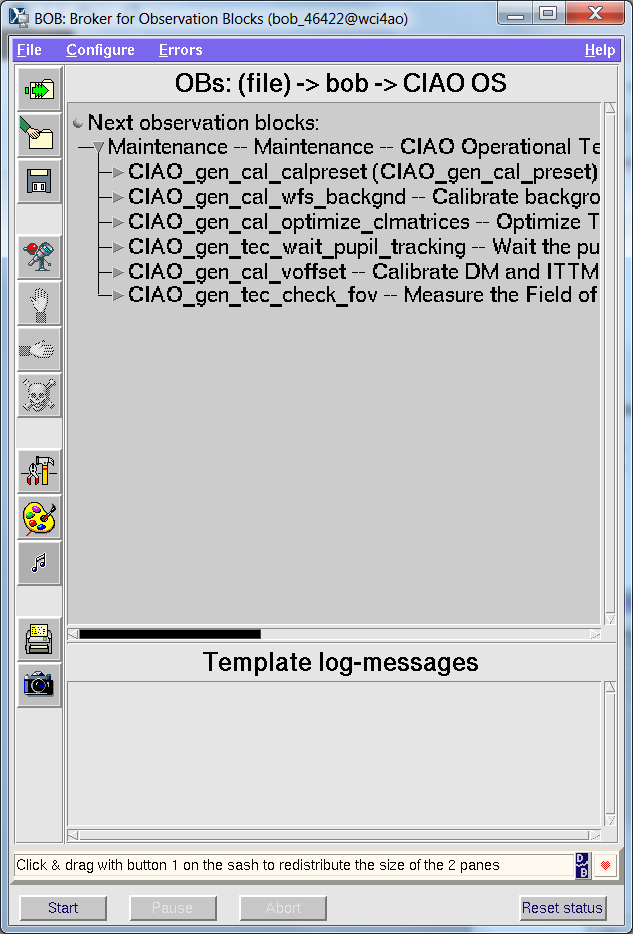 BOB: Broker for Observation Blocks (bob_46422@wci4ao)
File Configure Errors Help
OBs: (file) -> bob -> CIAO OS
Next observation blocks:
Maintenance -- Maintenance -- CIAO Operational Te
CIAO_gen_cal_calpreset (CIAO_gen_cal_preset)
CIAO_gen_cal_wfs_backgnd -- Calibrate backgro
CIAO_gen_cal_optimize_clmatrices -- Optimize T
CIAO_gen_tec_wait_pupil_tracking -- Wait the pu
CIAO_gen_cal_voffset -- Calibrate DM and ITTM
CIAO_gen_tec_check_fov -- Measure the Field of
Template log-messages
Click & drag with button 1 on the sash to redistribute the size of the 2 panes
D B
Start Pause Abort Reset status